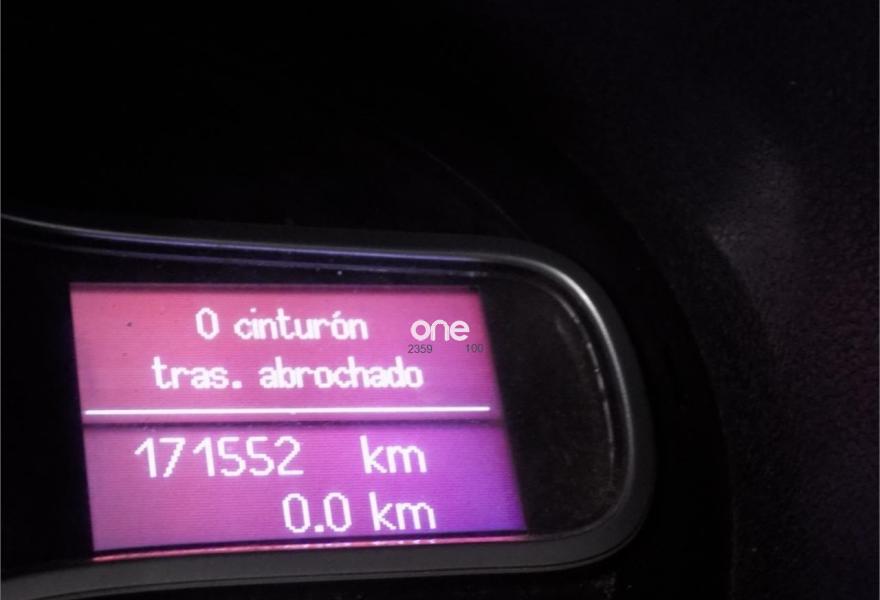 0 cinturón
one
2359 100
tras. abrochado
171552 km
0.0 km